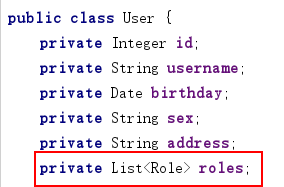 public class User {
private Integer id;
private String username;
private Date birthday;
private String sex;
private String address;
private List<Role> roles;